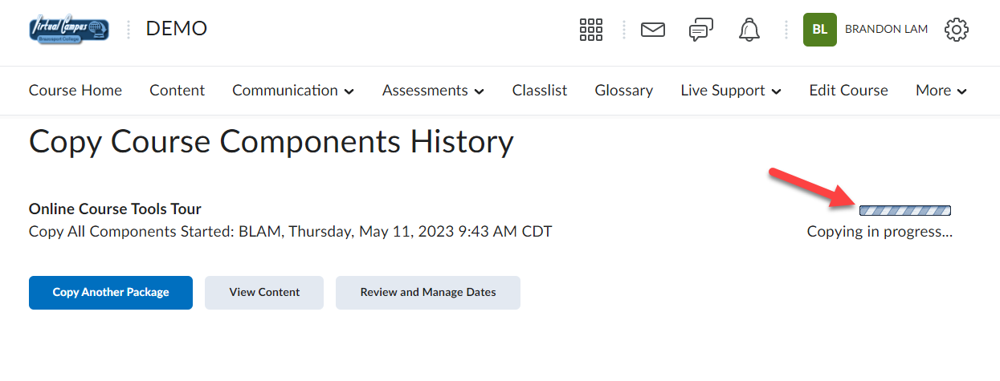 Virtual Campus
Brazosport College
DEMO
BL
BRANDON LAM
Course Home
Content
Communication
Assessments
Classlist
Glossary
Live Support
Edit Course
More
Copy Course Components History
Online Course Tools Tour
Copy All Components Started: BLAM, Thursday, May 11, 2023 9:43 AM CDT
Copying in progress...
Copy Another Package
View Content
Review and Manage Dates